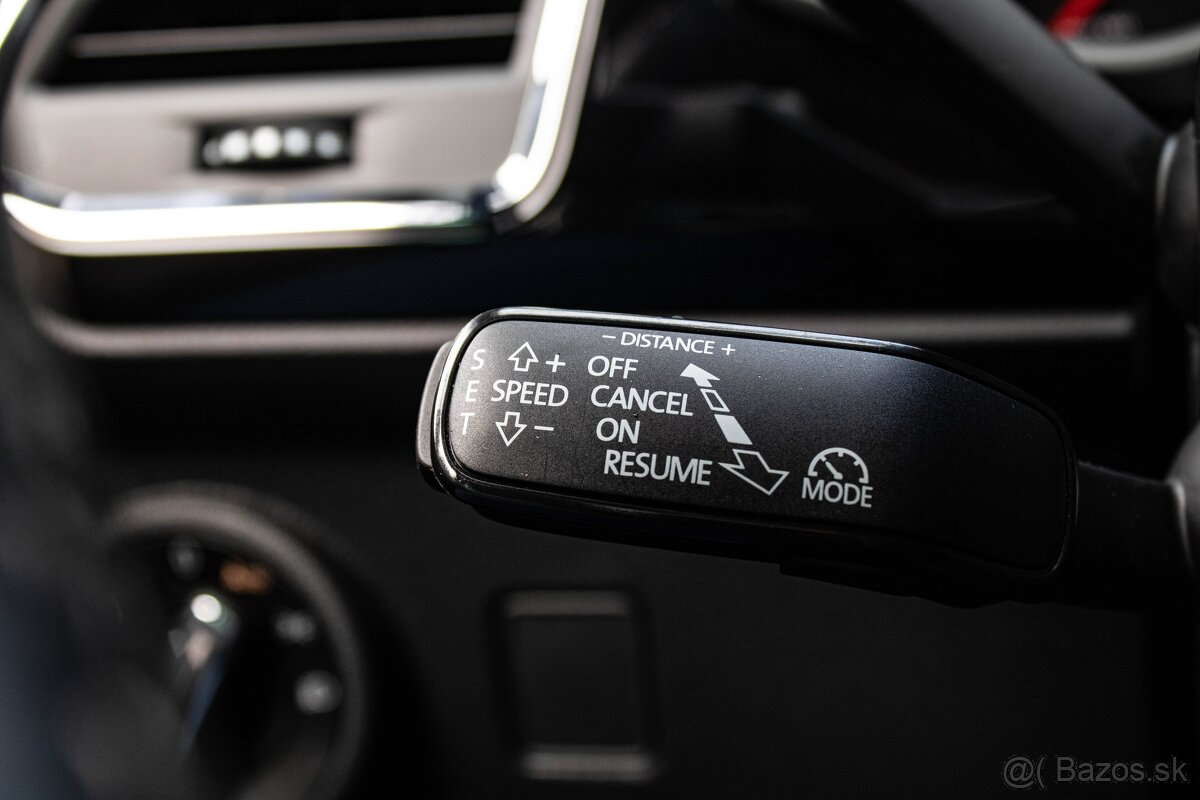 – DISTANCE +
S + OFF
E SPEED CANCEL
T – ON
RESUME
MODE
@( Bazos.sk